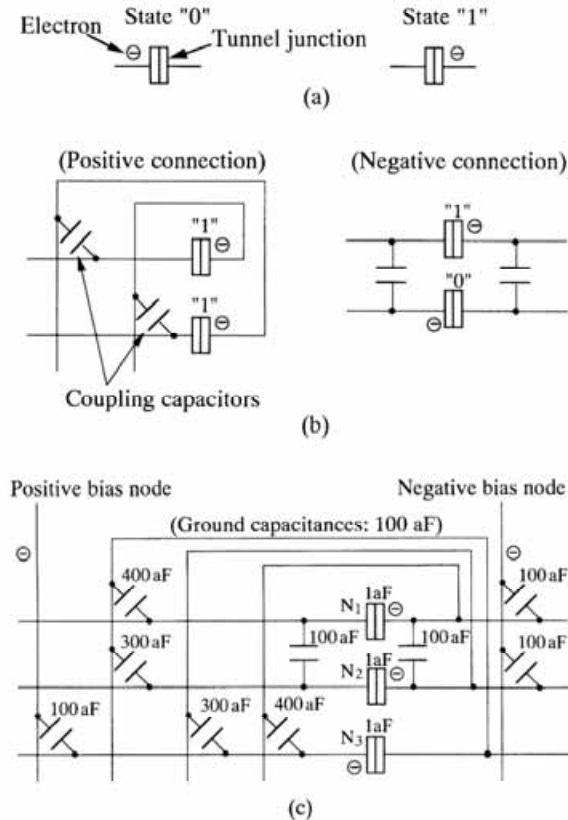 State "0"
State "1"
Electron
Tunnel junction
(a)
(Positive connection)
(Negative connection)
"1"
"1"
"1"
"0"
Coupling capacitors
(b)
Positive bias node
Negative bias node
(Ground capacitances: 100 aF)
400 aF
1aF
100 aF
N1
100 aF
100 aF
300 aF
1aF
100 aF
N2
100 aF
300 aF
400 aF
1aF
N3
(c)